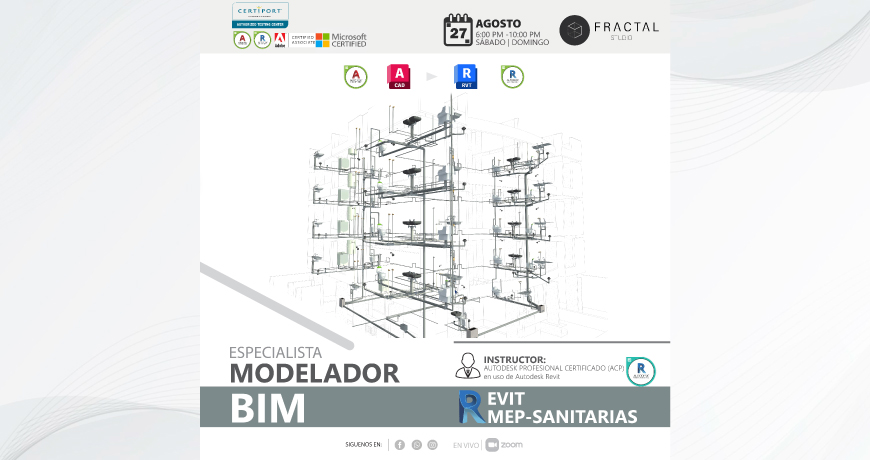 CERTIPORT
AUTHORIZED TESTING CENTER
Adobe
CERTIFIED
ASSOCIATE
Microsoft
CERTIFIED
27
AGOSTO
6:00 PM -10:00 PM
SÁBADO | DOMINGO
FRACTAL
STUDIO
A
A
CAD
R
RVT
R
ESPECIALISTA
MODELADOR
BIM
INSTRUCTOR:
AUTODESK PROFESIONAL CERTIFICADO (ACP)
en uso de Autodesk Revit
R
REVIT
MEP-SANITARIAS
SIGUENOS EN:
EN VIVO
zoom